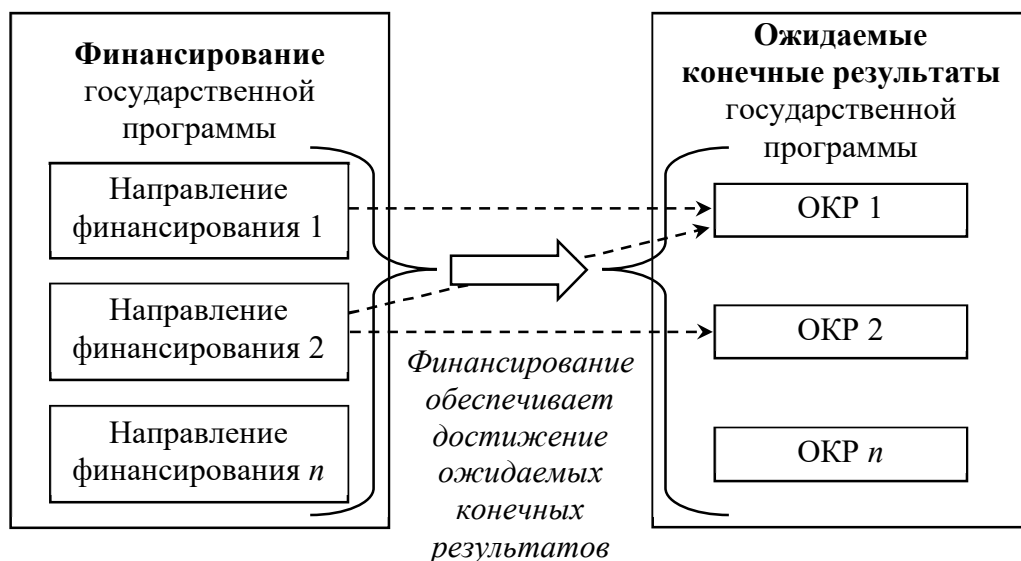 Финансирование
государственной
программы
Направление
финансирования 1
Направление
финансирования 2
Направление
финансирования n
Финансирование
обеспечивает
достижение
ожидаемых
конечных
результатов
Ожидаемые
конечные результаты
государственной
программы
ОКР 1
ОКР 2
ОКР n